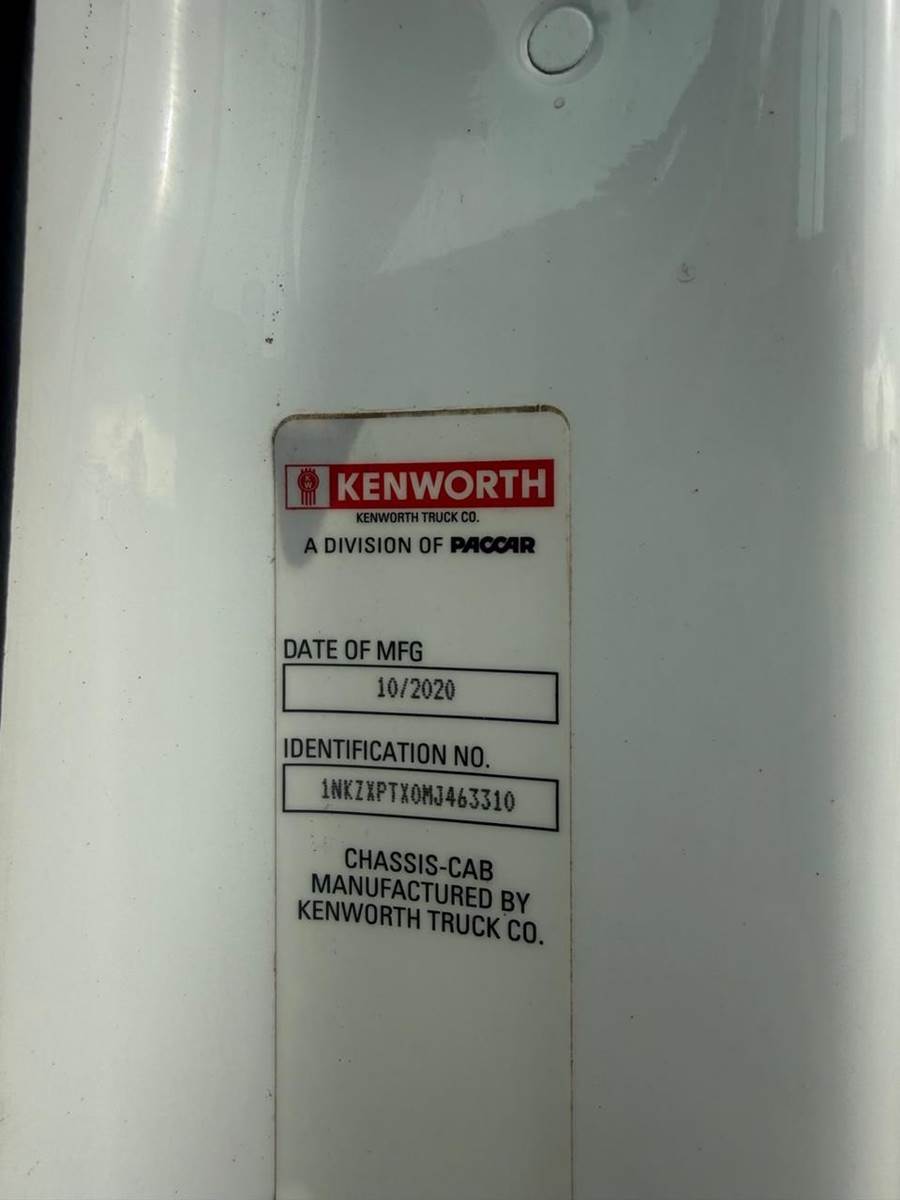 KW KENWORTH
KENWORTH TRUCK CO.
A DIVISION OF PACCAR
DATE OF MFG
10/2020
IDENTIFICATION NO.
1NKZXPTX0MJ463310
CHASSIS-CAB
MANUFACTURED BY
KENWORTH TRUCK CO.